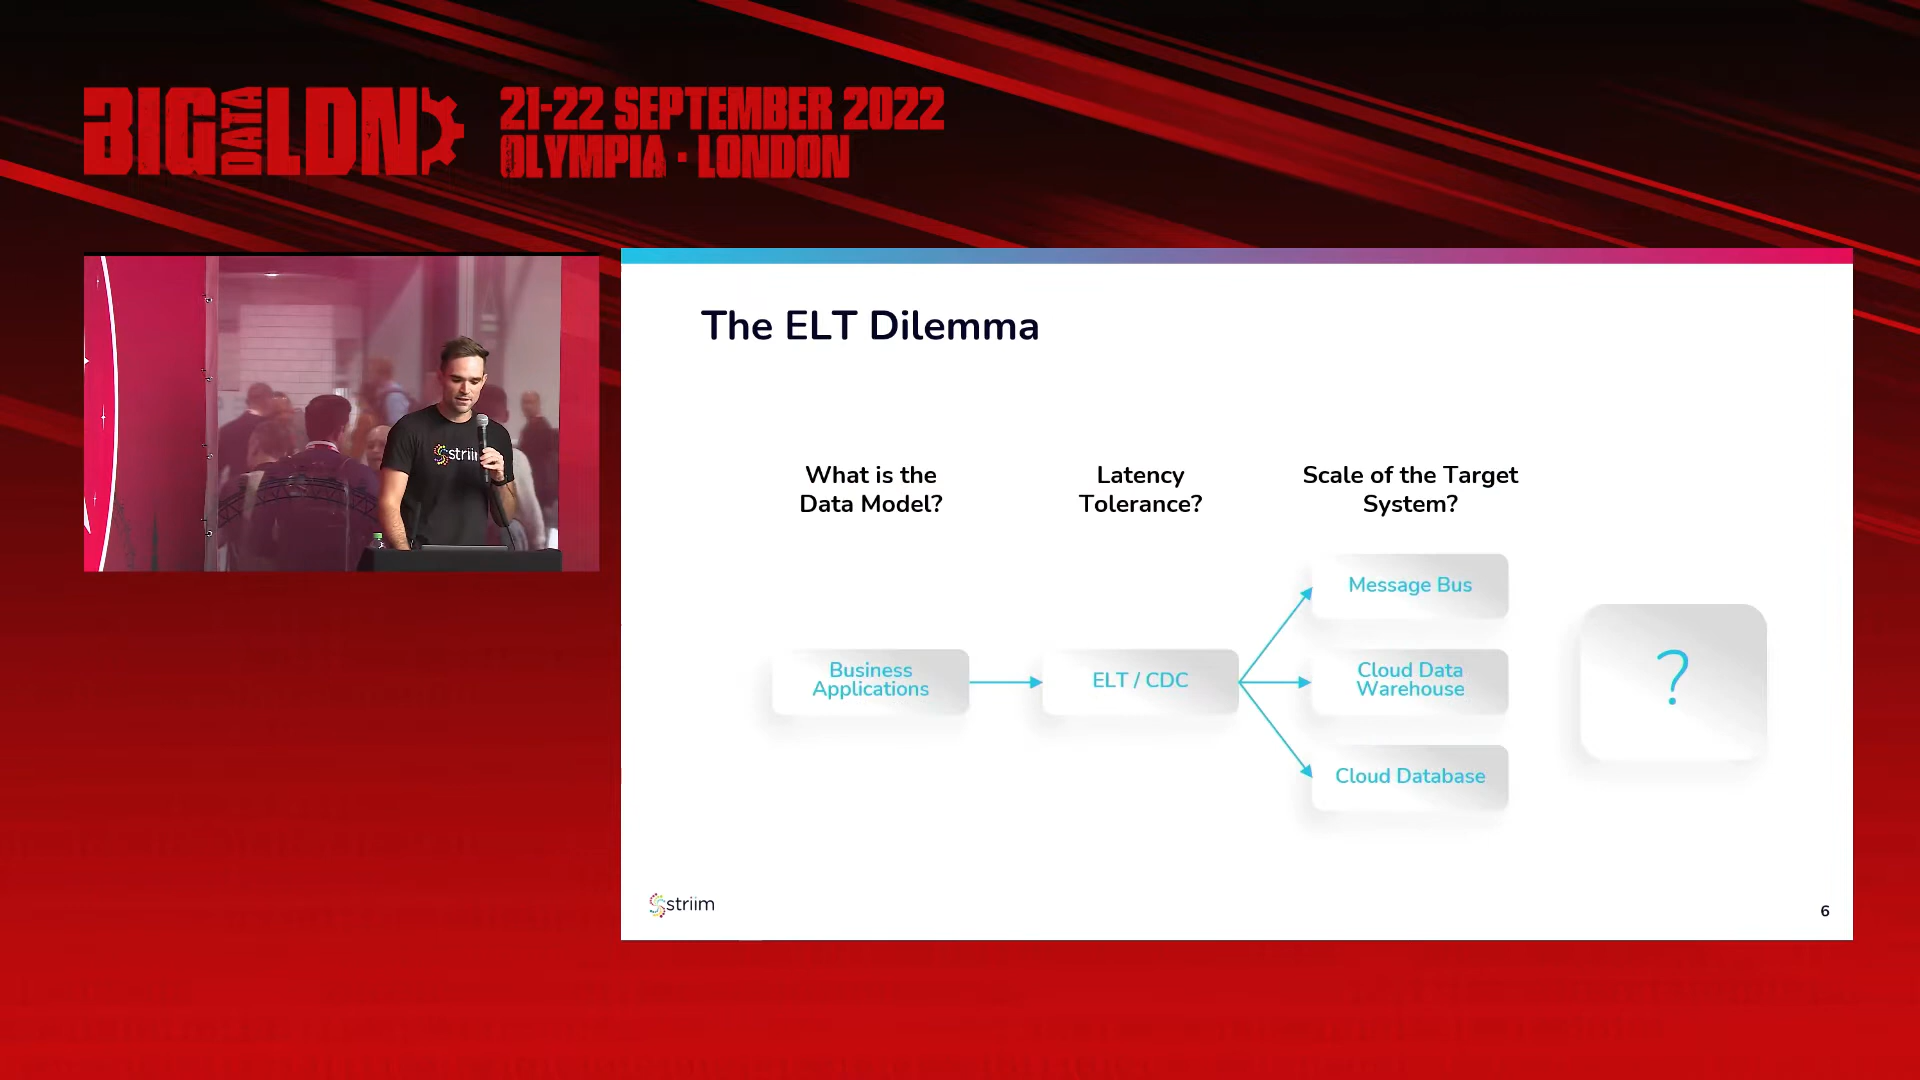 BIG DATA LDN
21-22 SEPTEMBER 2022
OLYMPIA · LONDON
striim
The ELT Dilemma
What is the
Data Model?
Latency
Tolerance?
Scale of the Target
System?
Message Bus
Business
Applications
ELT / CDC
Cloud Data
Warehouse
?
Cloud Database
striim
6